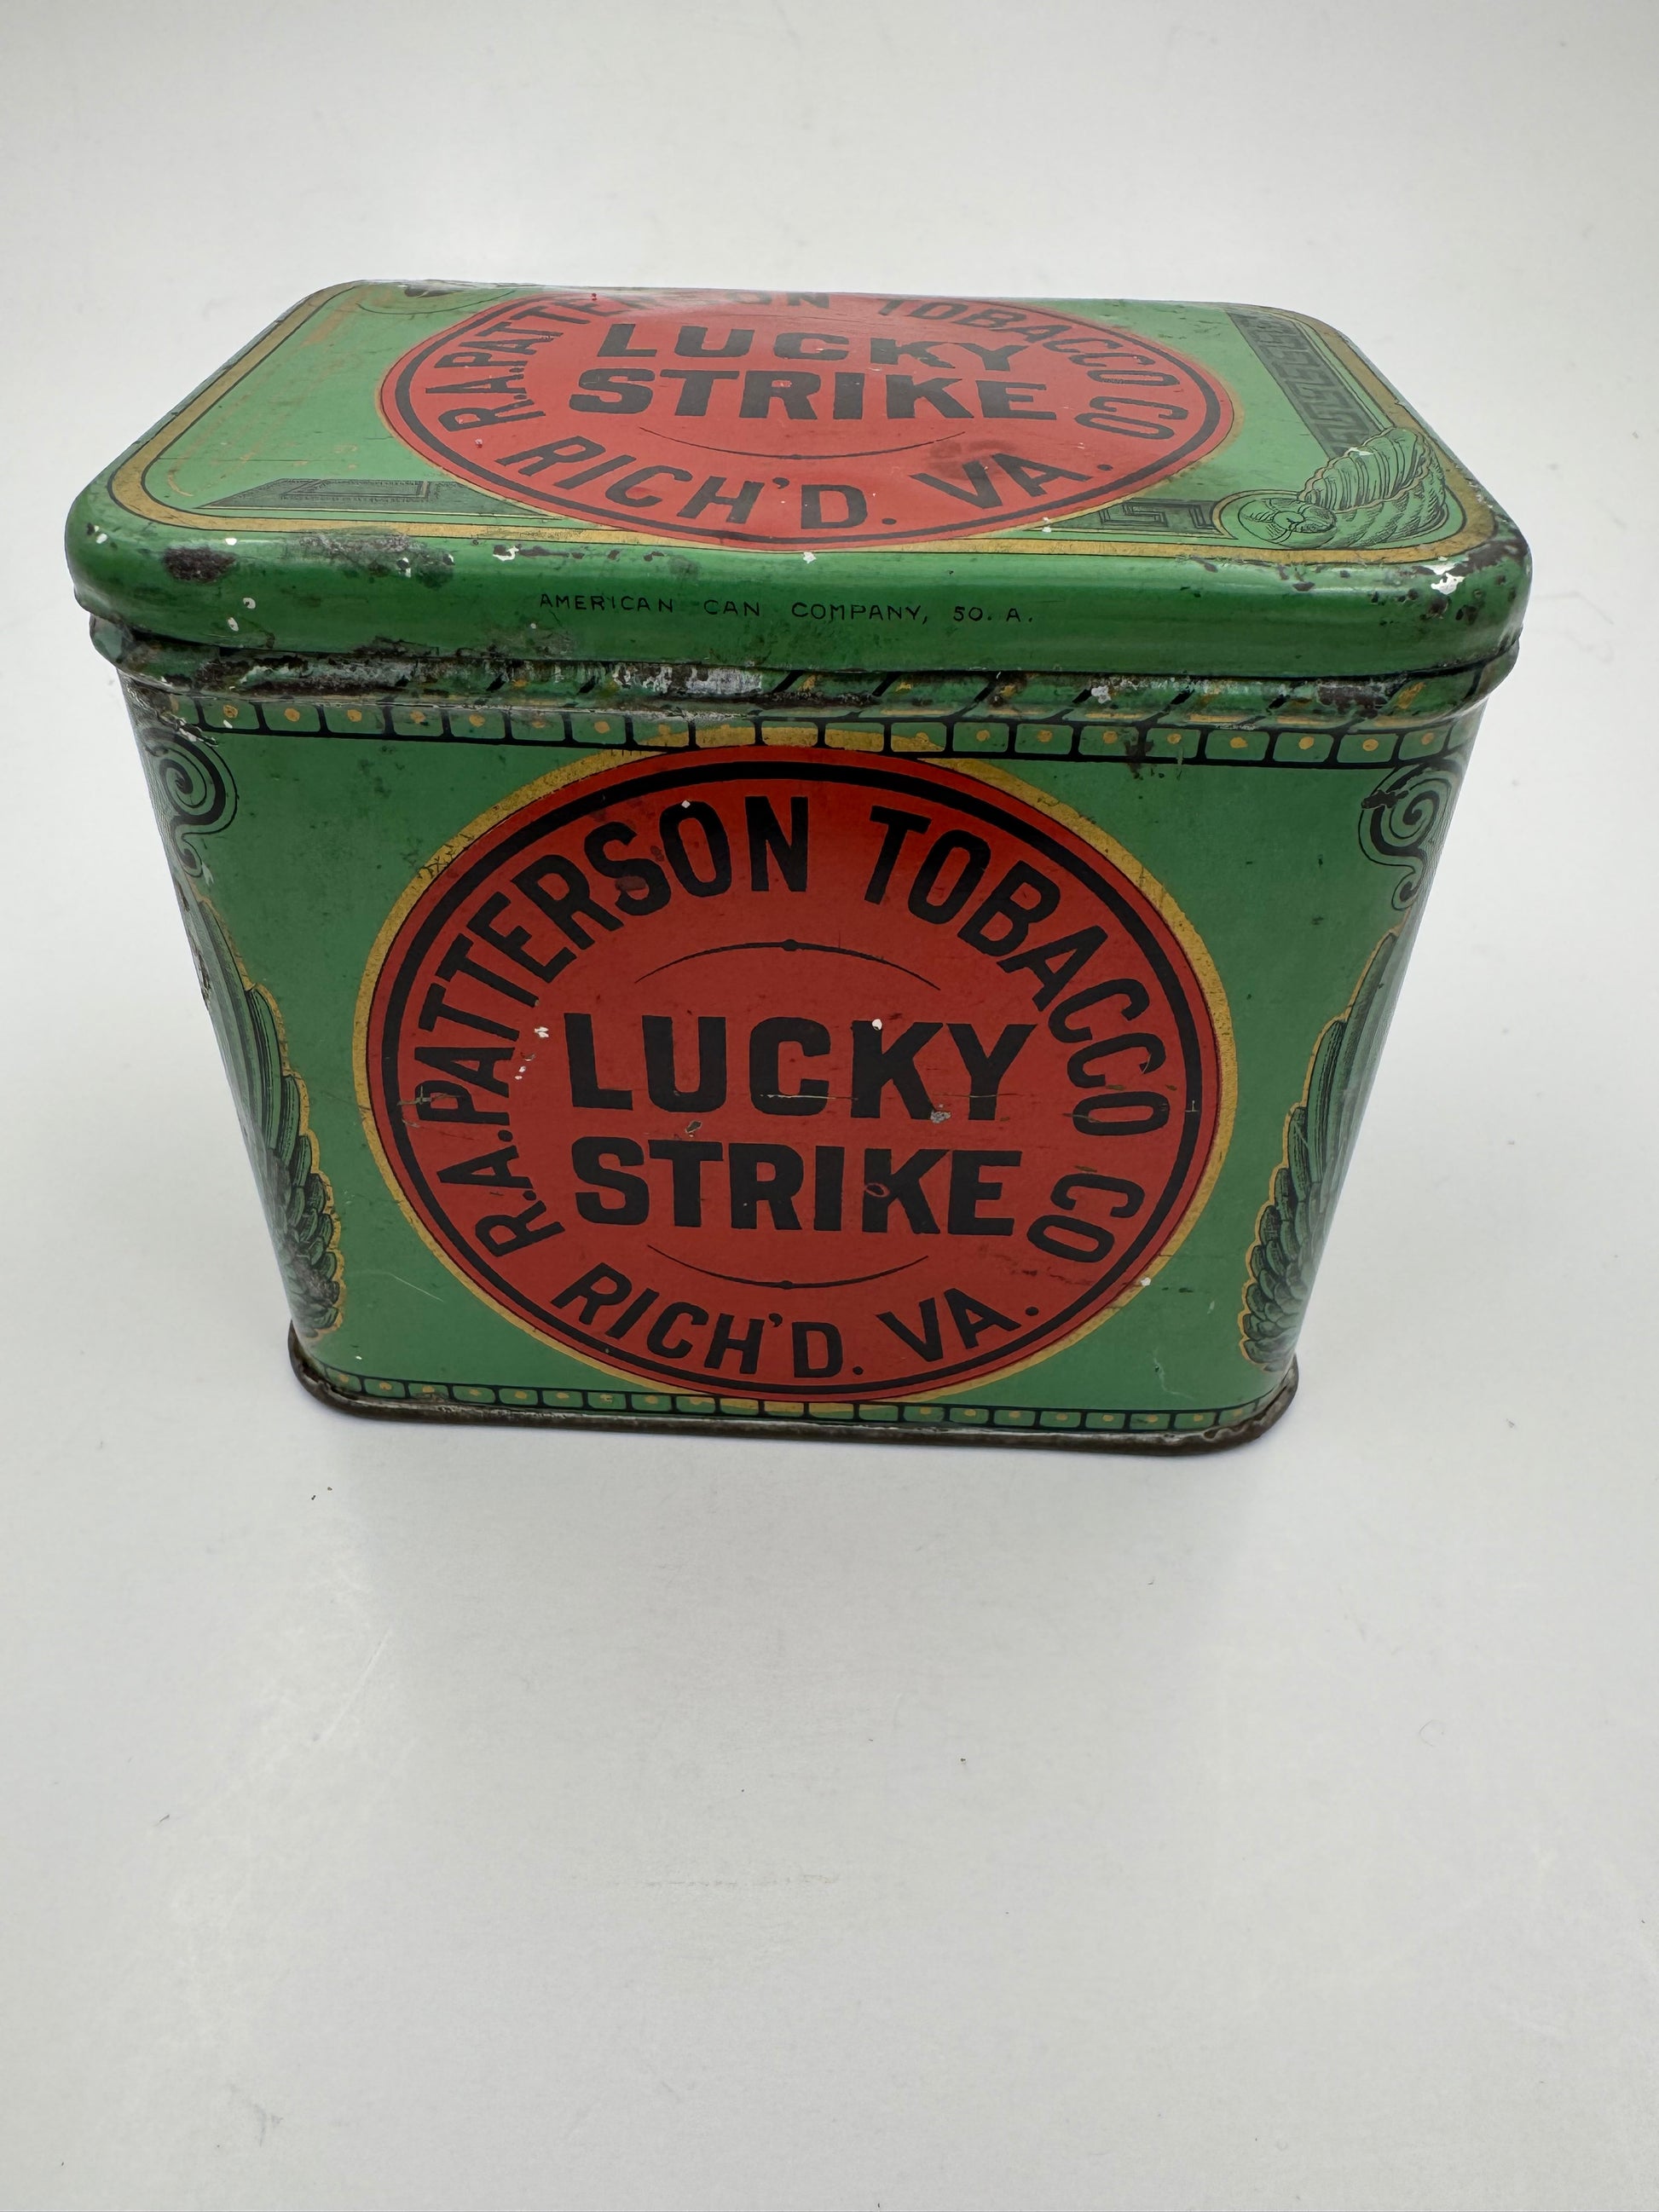 R.A. PATTERSON TOBACCO CO
LUCKY
STRIKE
RICH'D. VA.
AMERICAN CAN COMPANY, 50. A.
R.A. PATTERSON TOBACCO CO
LUCKY
STRIKE
RICH'D. VA.